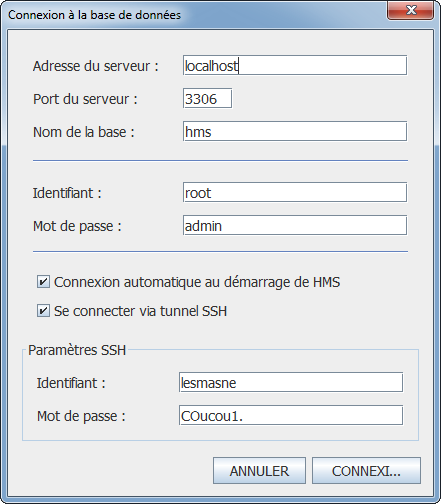 Connexion à la base de données
Adresse du serveur : localhost
Port du serveur : 3306
Nom de la base : hms
Identifiant : root
Mot de passe : admin
Connexion automatique au démarrage de HMS
Se connecter via tunnel SSH
Paramètres SSH
Identifiant : lesmasne
Mot de passe : COucou1.
ANNULER CONNEXI...